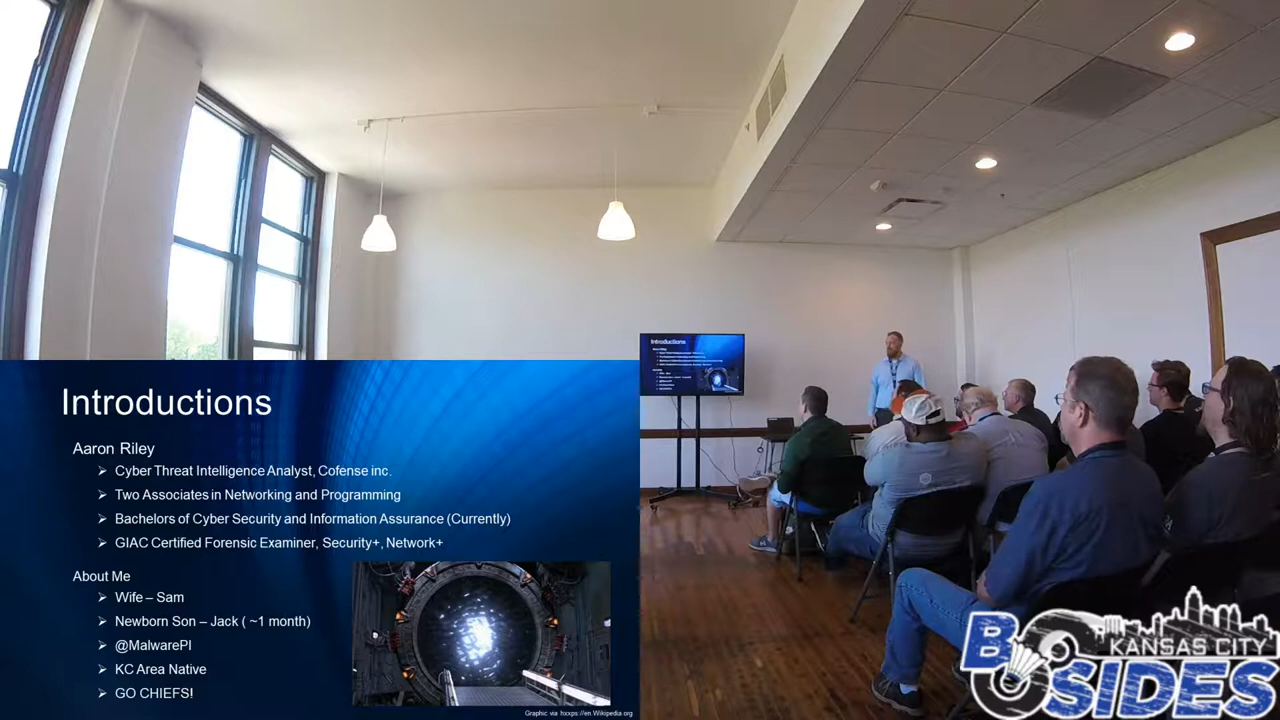 Introductions
Aaron Riley
➢ Cyber Threat Intelligence Analyst, Cofense inc.
➢ Two Associates in Networking and Programming
➢ Bachelors of Cyber Security and Information Assurance (Currently)
➢ GIAC Certified Forensic Examiner, Security+, Network+
About Me
➢ Wife – Sam
➢ Newborn Son – Jack ( ~1 month)
➢ @MalwarePI
➢ KC Area Native
➢ GO CHIEFS!
Graphic via hxxps://en.Wikipedia.org
Introductions
KANSAS CITY
BSIDES